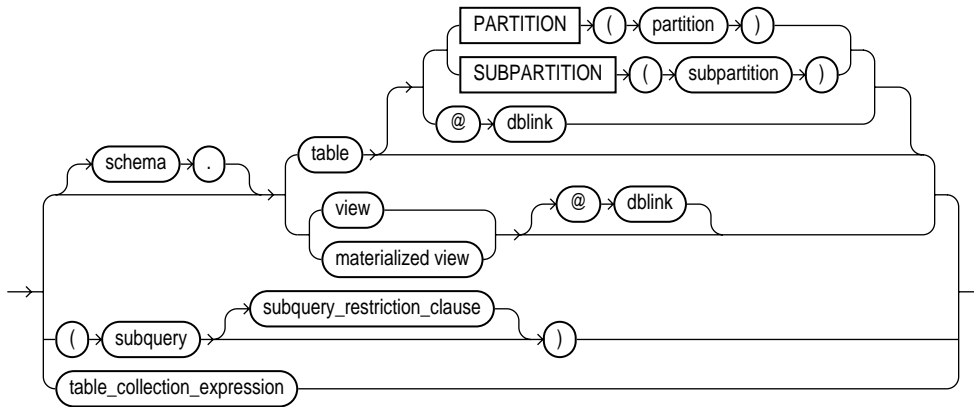 PARTITION ( partition )
SUBPARTITION ( subpartition )
@ dblink
schema . table
view @ dblink
materialized view
( subquery subquery_restriction_clause )
table_collection_expression